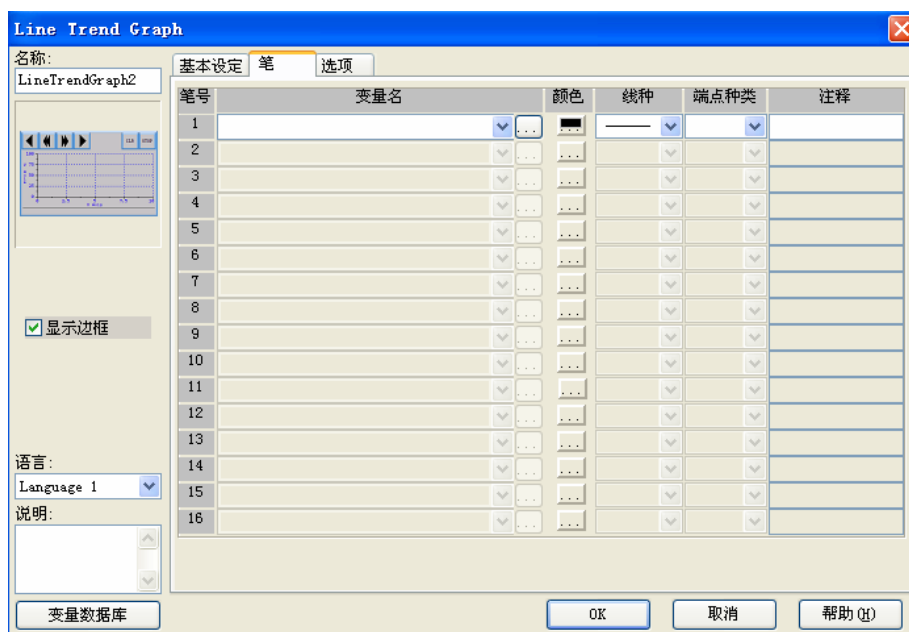 Line Trend Graph
名称:
LineTrendGraph2
基本设定 笔 选项
笔号 变量名 颜色 线种 端点种类 注释
1 ... ...
2 ... ...
3 ... ...
4 ... ...
5 ... ...
6 ... ...
7 ... ...
8 ... ...
9 ... ...
10 ... ...
11 ... ...
12 ... ...
13 ... ...
14 ... ...
15 ... ...
16 ... ...
CLR STOP
显示边框
语言:
Language 1
说明:
变量数据库 OK 取消 帮助(H)